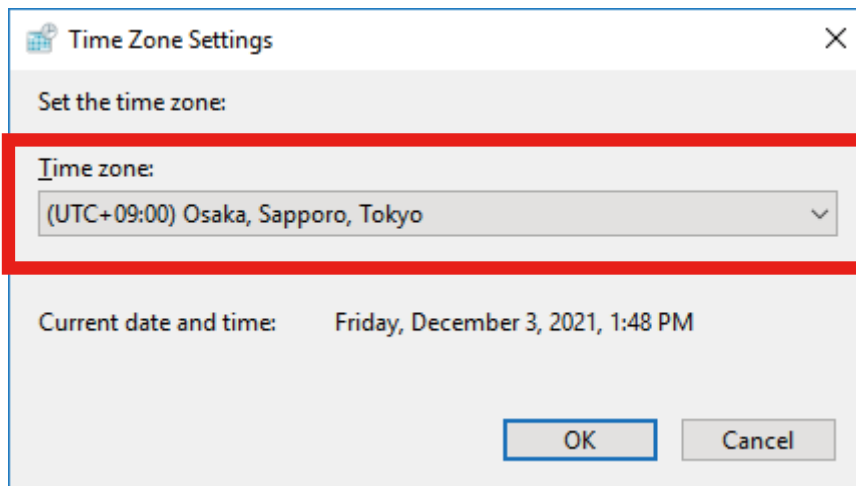 Time Zone Settings
Set the time zone:
Time zone:
(UTC+09:00) Osaka, Sapporo, Tokyo
Current date and time: Friday, December 3, 2021, 1:48 PM
OK Cancel